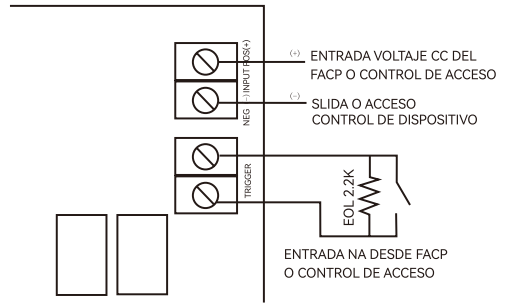 NEG (−) INPUT POS(+)
(+)
ENTRADA VOLTAJE CC DEL
FACP O CONTROL DE ACCESO
(−)
SLIDA O ACCESO
CONTROL DE DISPOSITIVO
TRIGGER
EOL 2.2K
ENTRADA NA DESDE FACP
O CONTROL DE ACCESO